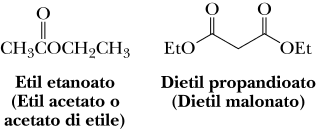 O
CH₃COCH₂CH₃
Etil etanoato
(Etil acetato o
acetato di etile)
O O
EtO OEt
Dietil propandioato
(Dietil malonato)